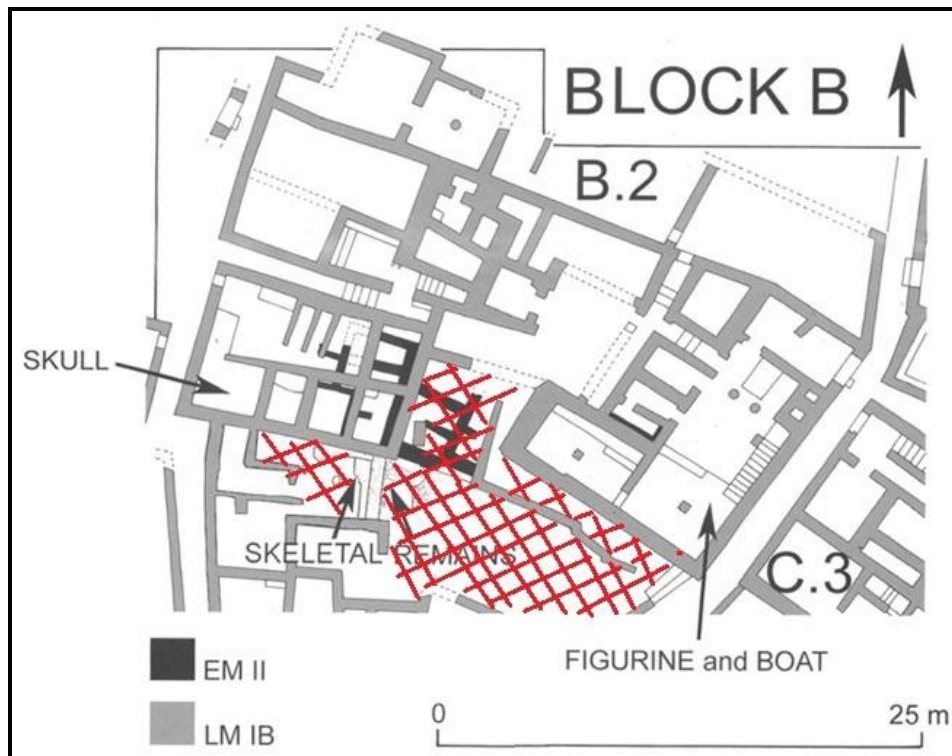 BLOCK B
B.2
SKULL
SKELETAL REMAINS
C.3
FIGURINE and BOAT
EM II
LM IB
0
25 m